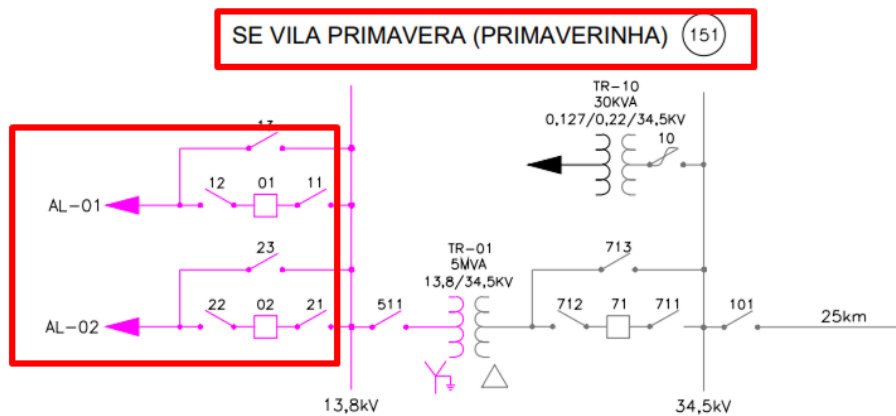 SE VILA PRIMAVERA (PRIMAVERINHA) 151
TR-10
30KVA
0,127/0,22/34,5KV
10
13
12 01 11
AL-01
23
22 02 21
AL-02
511
TR-01
5MVA
13,8/34,5KV
713
712 71 711
101
25km
13,8kV
34,5kV